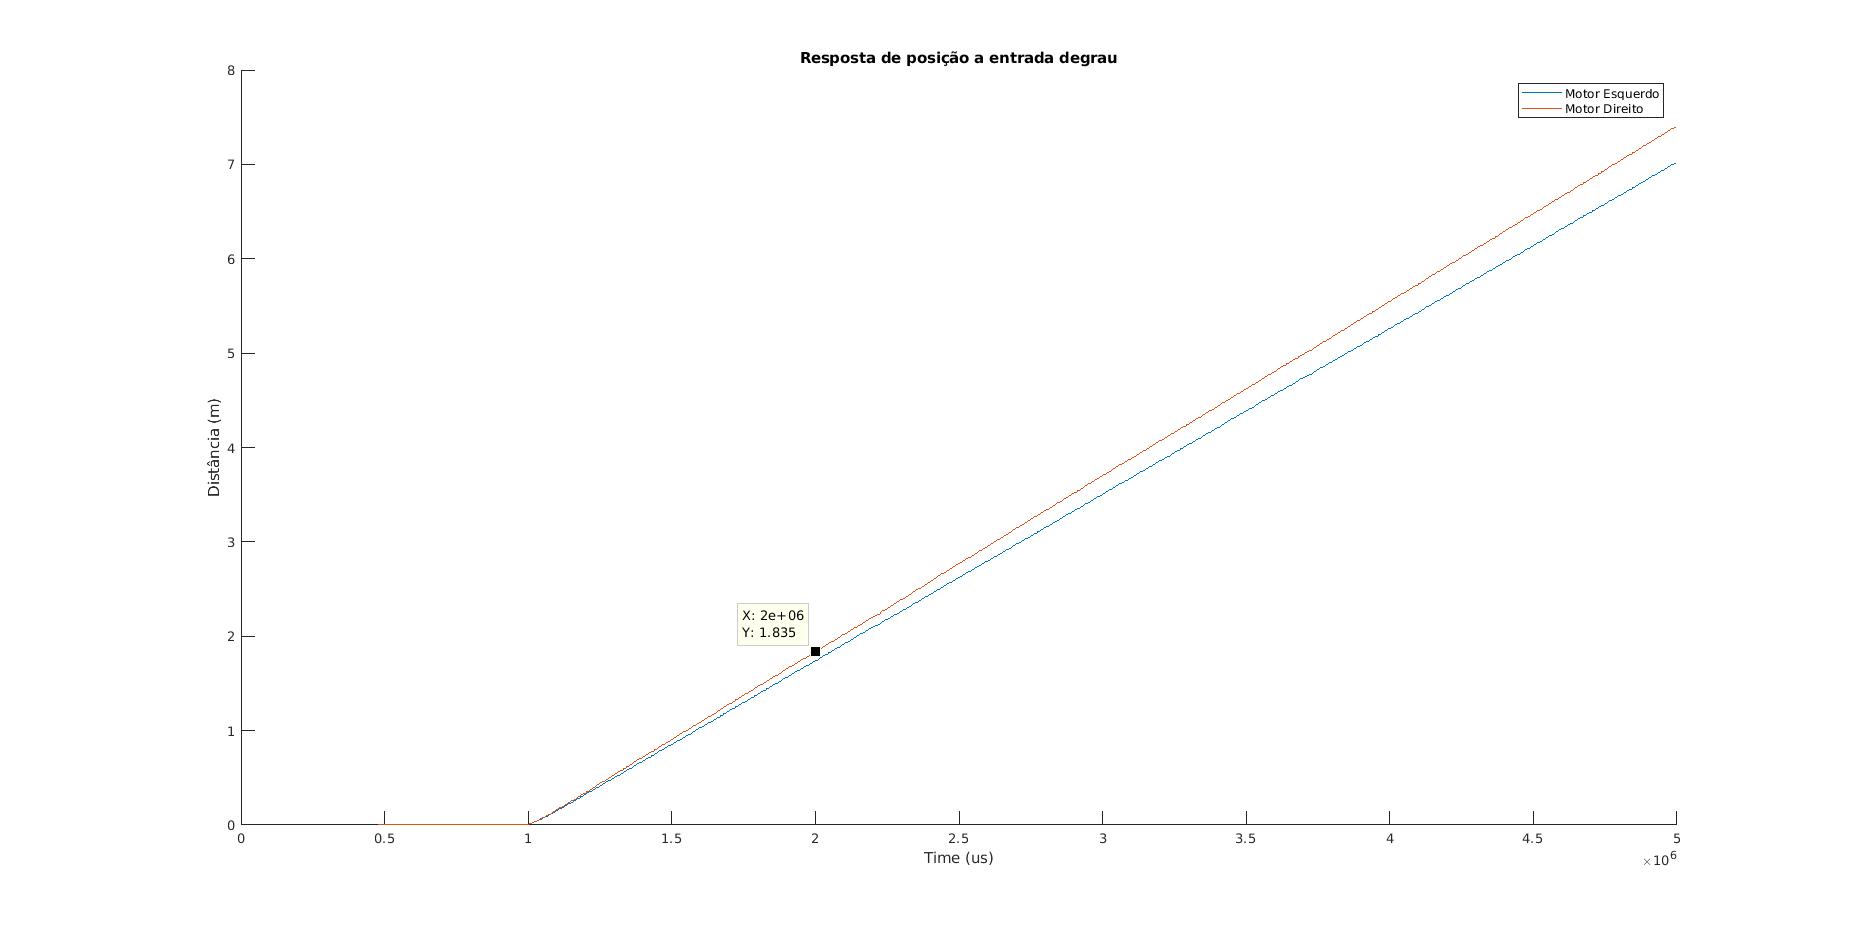 Resposta de posição a entrada degrau
8
7
6
5
4
3
2
1
0
Distância (m)
Motor Esquerdo
Motor Direito
X: 2e+06
Y: 1.835
0 0.5 1 1.5 2 2.5 3 3.5 4 4.5 5
Time (us)
×10⁶